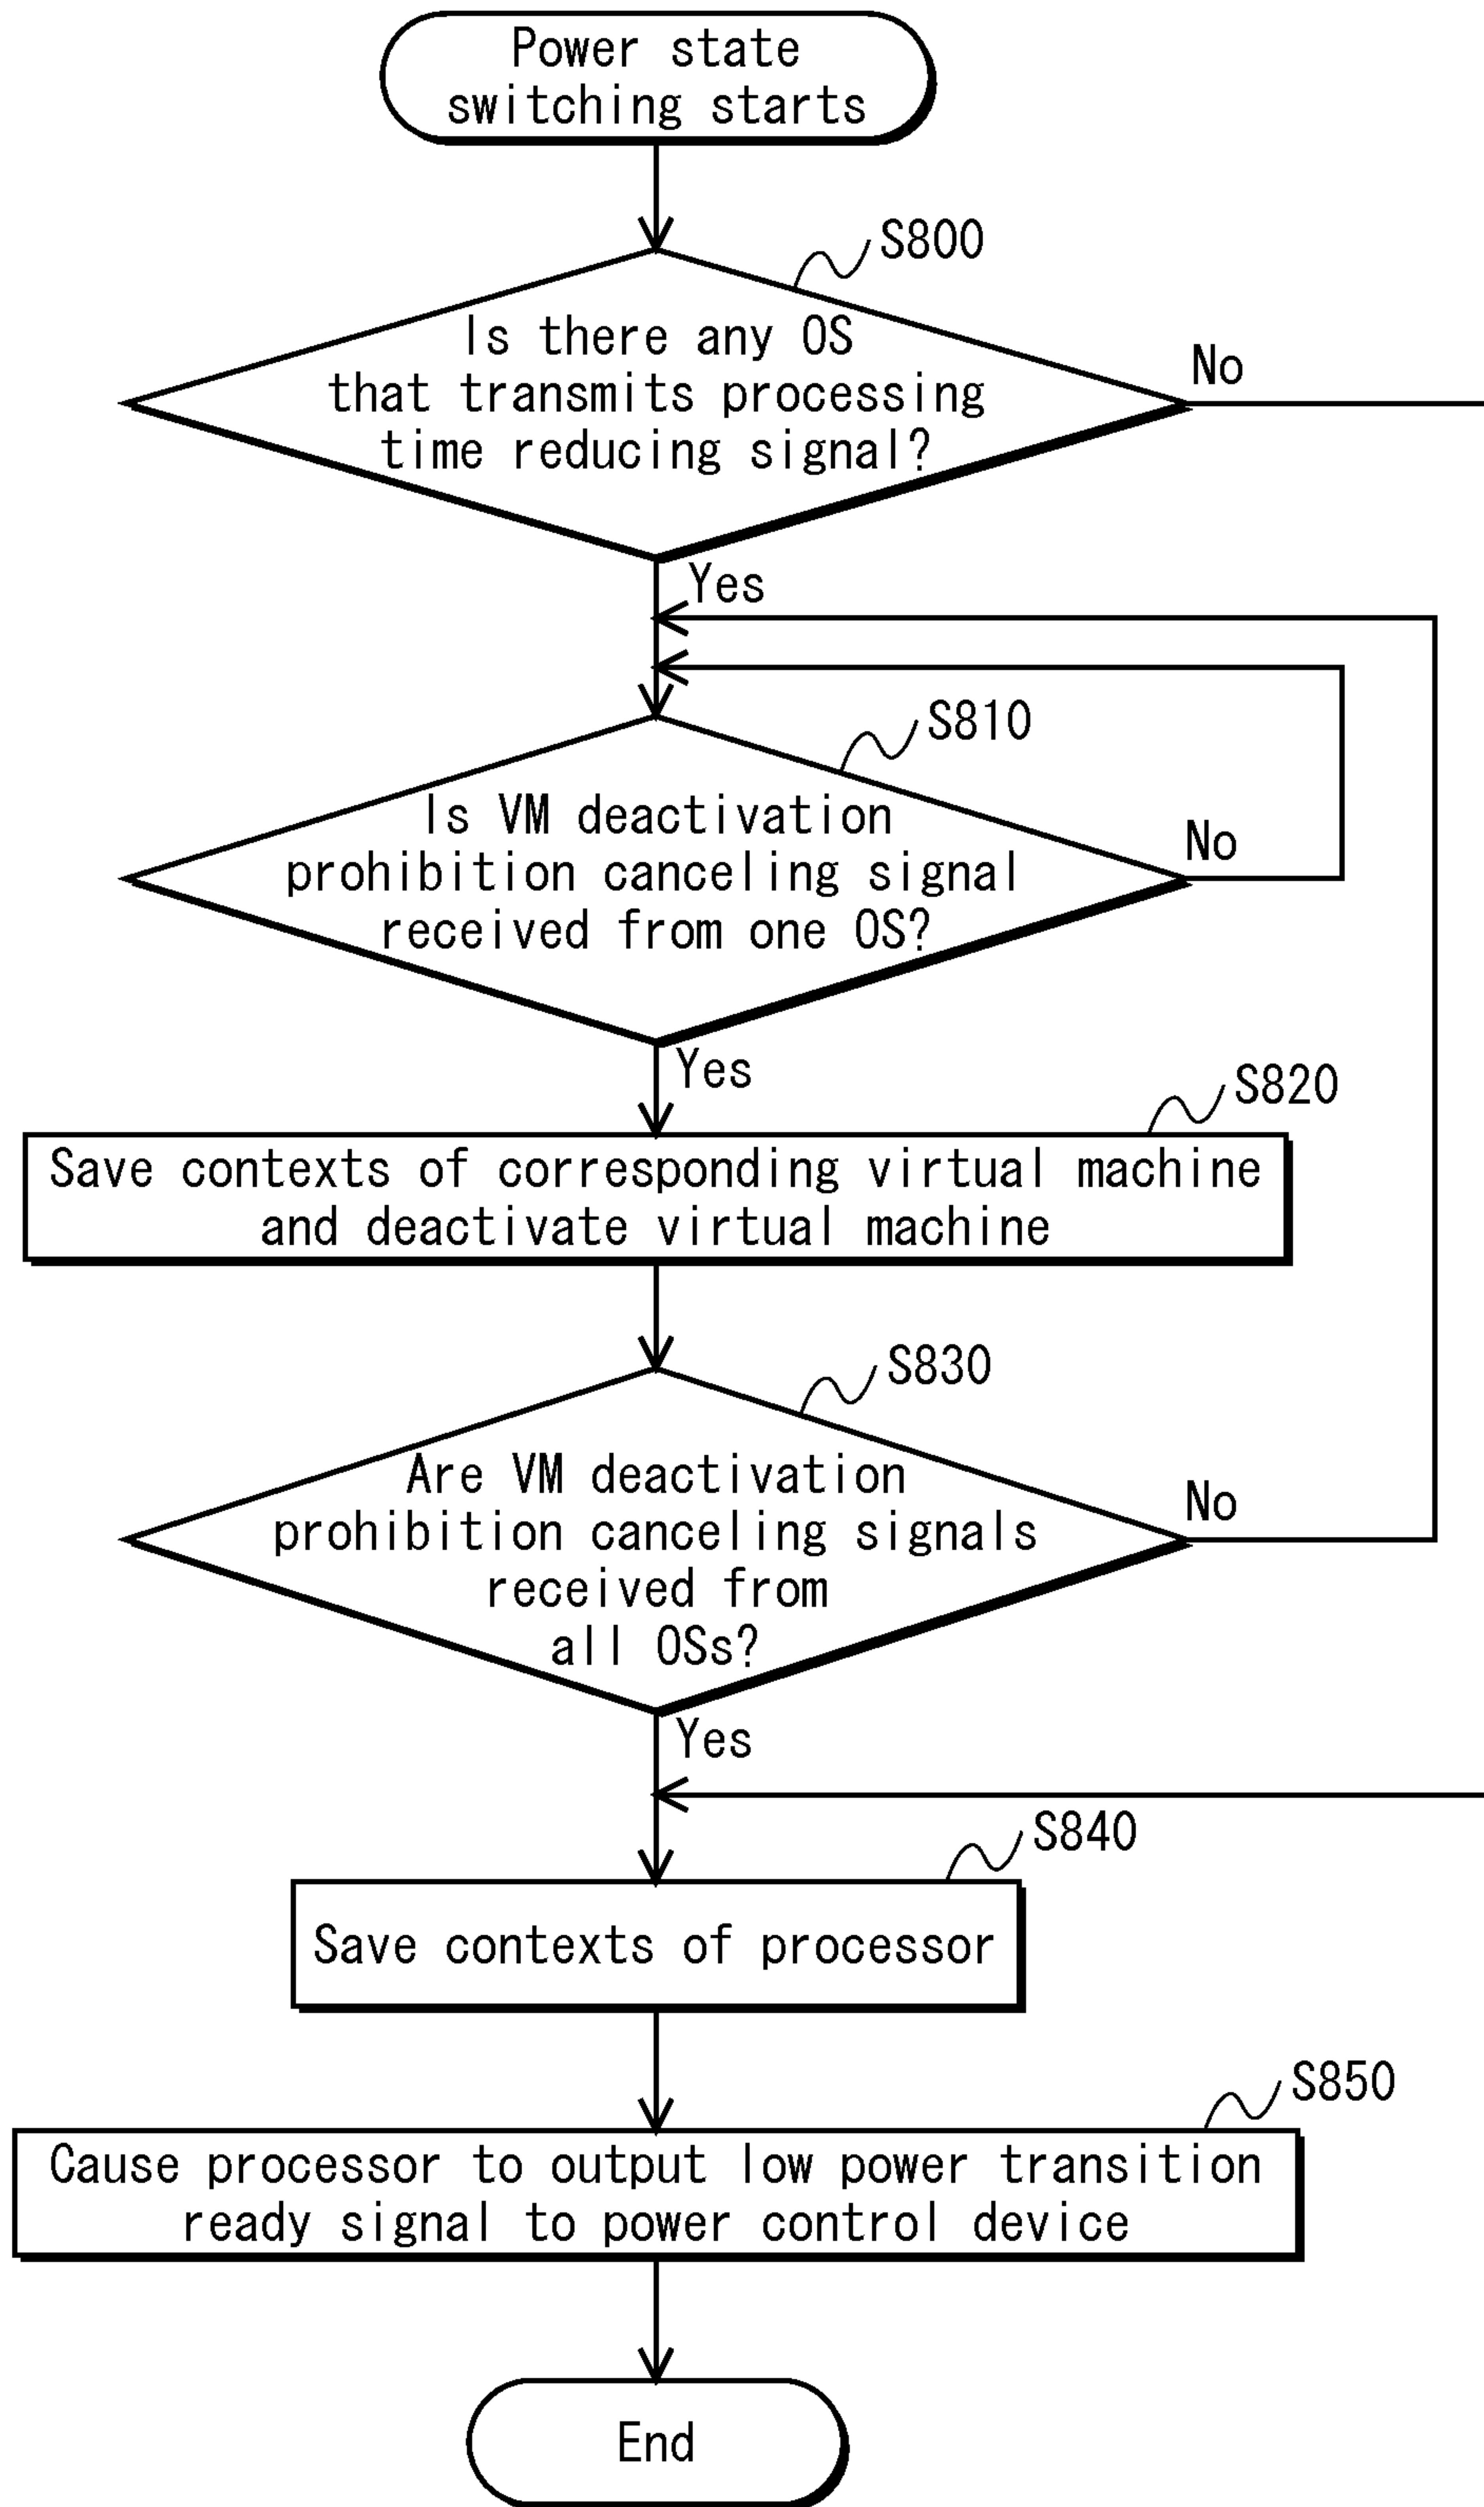 Power state
switching starts
S800
Is there any OS
that transmits processing
time reducing signal?
No
Yes
S810
Is VM deactivation
prohibition canceling signal
received from one OS?
No
Yes
S820
Save contexts of corresponding virtual machine
and deactivate virtual machine
S830
Are VM deactivation
prohibition canceling signals
received from
all OSs?
No
Yes
S840
Save contexts of processor
S850
Cause processor to output low power transition
ready signal to power control device
End